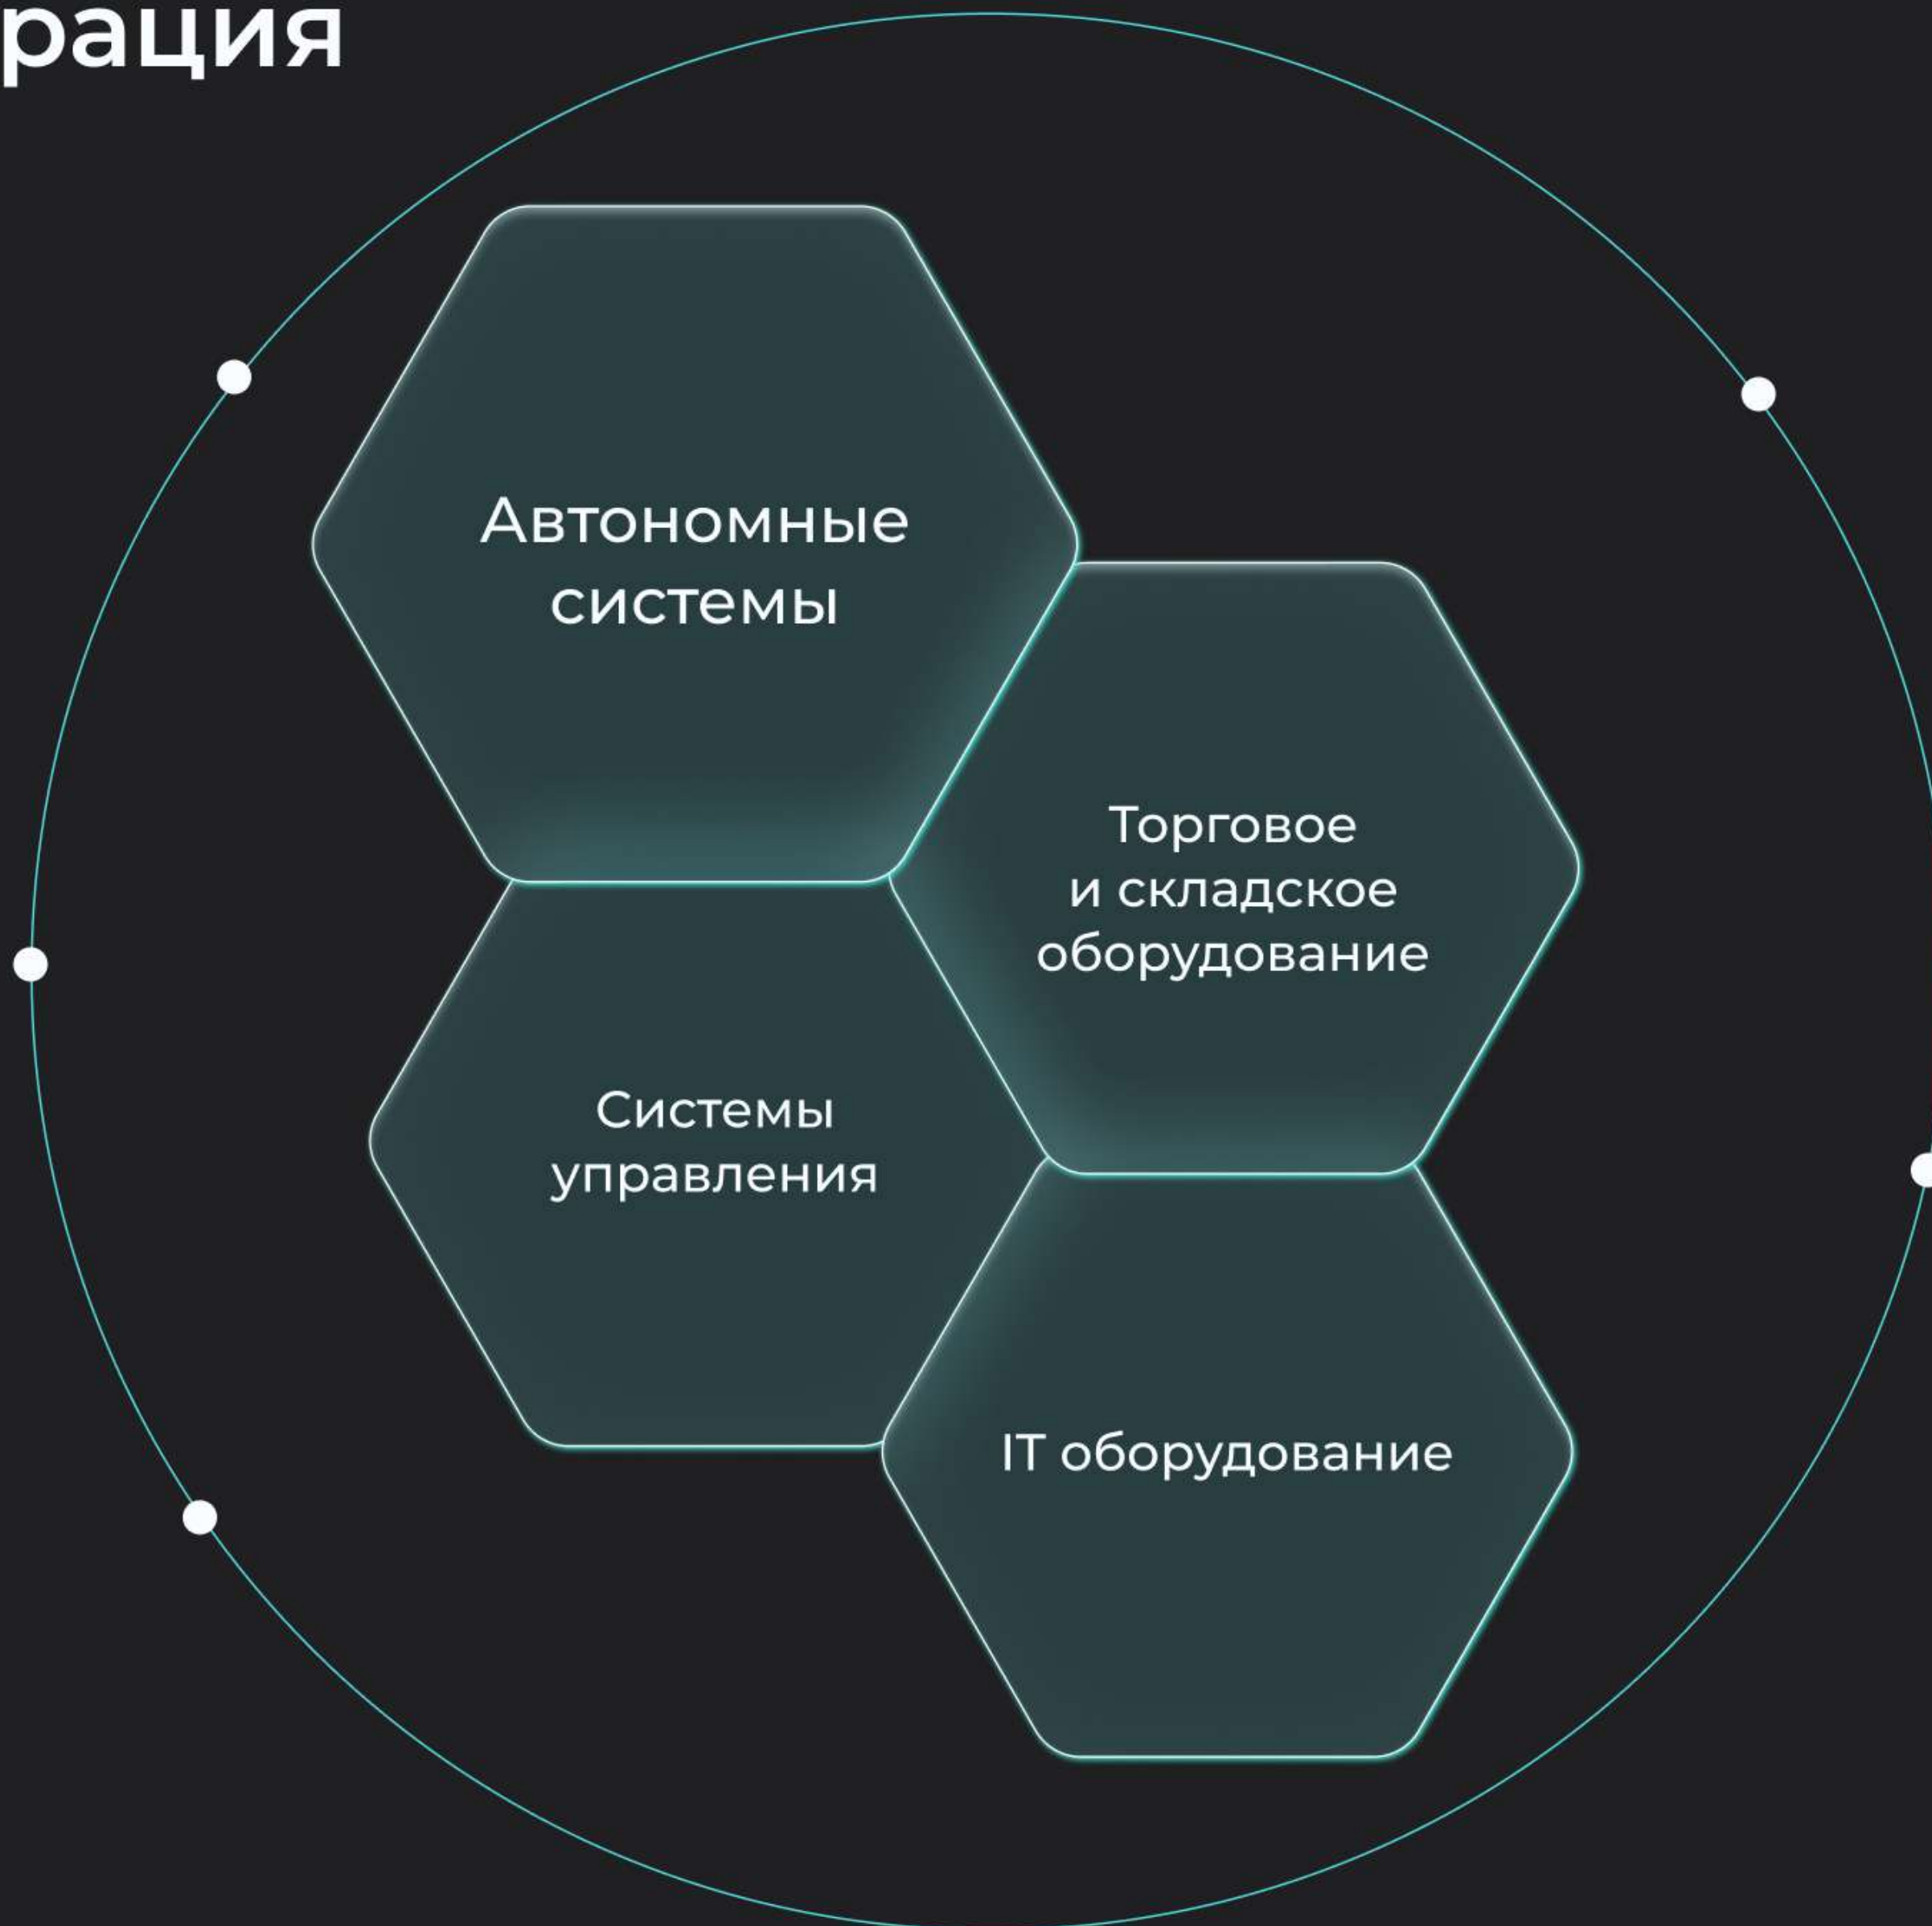 рация
Автономные
системы
Торговое
и складское
оборудование
Системы
управления
IT оборудование